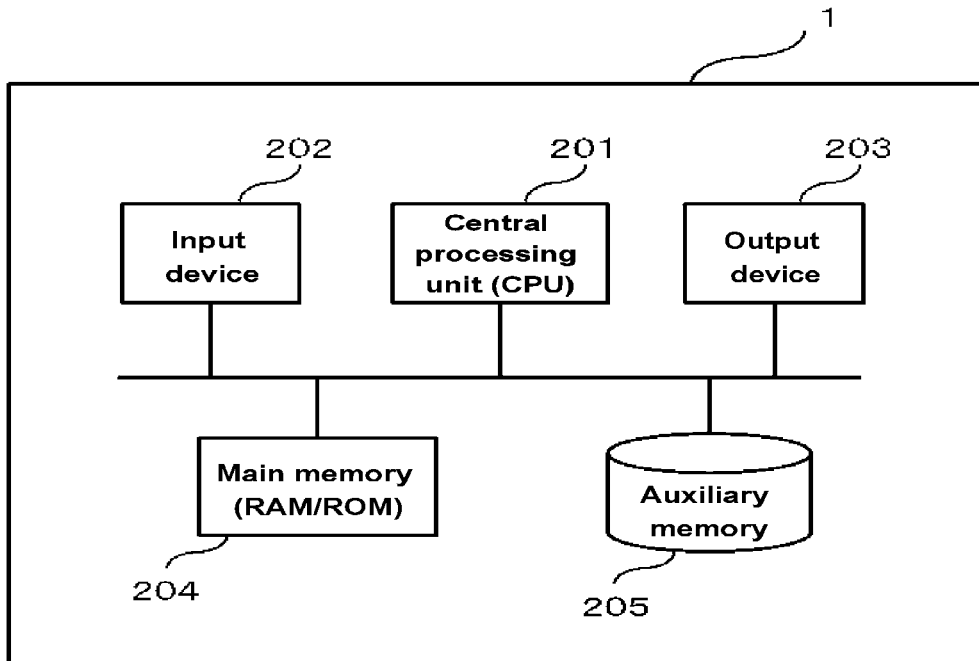 1
202
201
203
Input
device
Central
processing
unit (CPU)
Output
device
Main memory
(RAM/ROM)
Auxiliary
memory
204
205